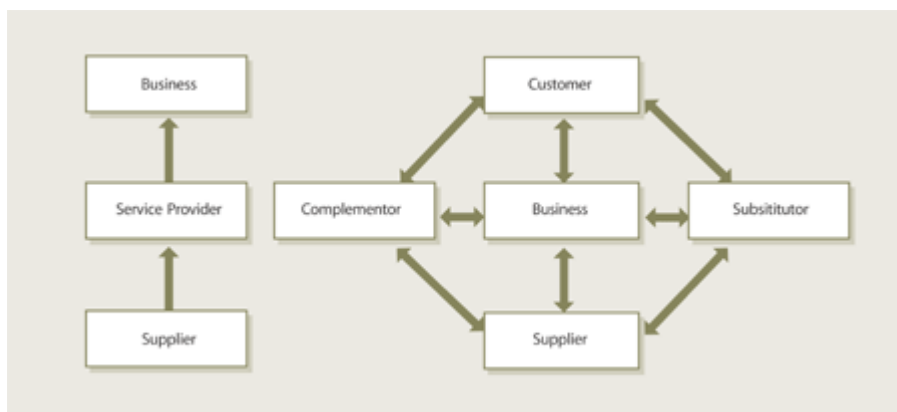 Business
Customer
Service Provider
Complementor
Business
Subsititutor
Supplier
Supplier